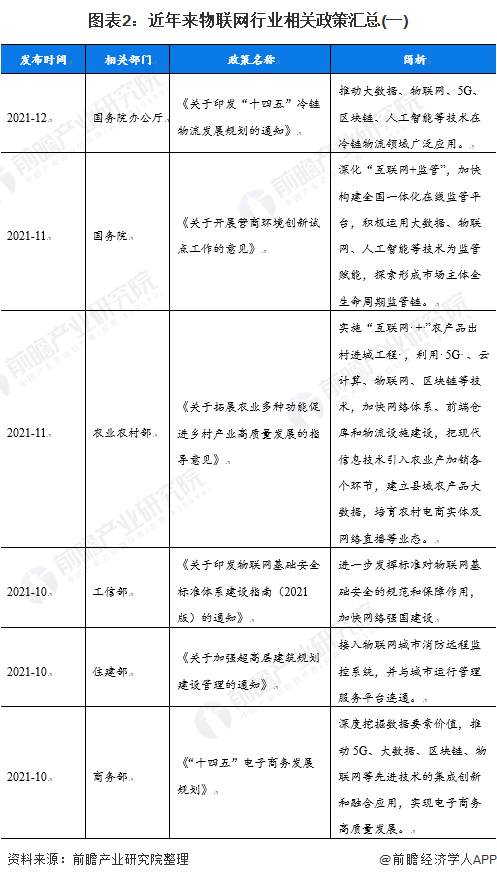 图表2：近年来物联网行业相关政策汇总(一)
发布时间 相关部门 政策名称 简析
2021-12 国务院办公厅 《关于印发“十四五”冷链
物流发展规划的通知》
推动大数据、物联网、5G、
区块链、人工智能等技术在
冷链物流领域广泛应用。
2021-11 国务院 《关于开展营商环境创新试
点工作的意见》
深化“互联网+监管”，加快
构建全国一体化在线监管平
台，积极运用大数据、物联
网、人工智能等技术为监管
赋能，探索形成市场主体全
生命周期监管链。
2021-11 农业农村部 《关于拓展农业多种功能促
进乡村产业高质量发展的指
导意见》
实施“互联网·+·”农产品出
村进城工程·，利用·5G·、云
计算、物联网、区块链等技
术，加快网络体系、前端仓
库和物流设施建设，把现代
信息技术引入农业产加销各
个环节，建立县域农产品大
数据，培育农村电商实体及
网络直播等业态。
2021-10 工信部 《关于印发物联网基础安全
标准体系建设指南（2021
版）的通知》
进一步发挥标准对物联网基
础安全的规范和保障作用，
加快网络强国建设
2021-10 住建部 《关于加强超高层建筑规划
建设管理的通知》
接入物联网城市消防远程监
控系统，并与城市运行管理
服务平台连通。
2021-10 商务部 《“十四五”电子商务发展
规划》
深度挖掘数据要素价值，推
动 5G、大数据、区块链、物
联网等先进技术的集成创新
和融合应用，实现电子商务
高质量发展。
资料来源：前瞻产业研究院整理 @前瞻经济学人APP
前瞻产业研究院